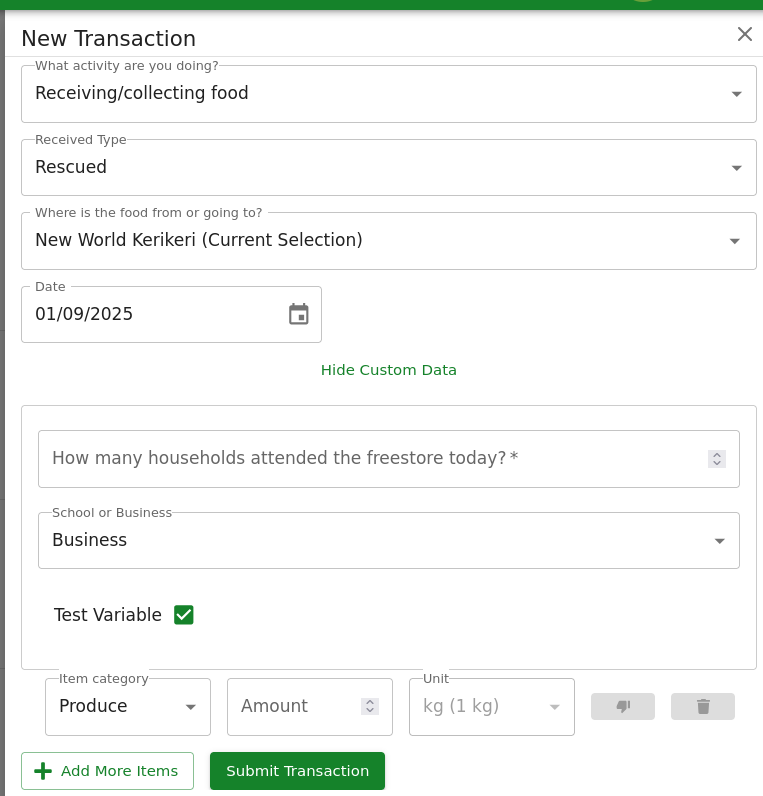 New Transaction
What activity are you doing?
Receiving/collecting food
Received Type
Rescued
Where is the food from or going to?
New World Kerikeri (Current Selection)
Date
01/09/2025
Hide Custom Data
How many households attended the freestore today? *
School or Business
Business
Test Variable
Item category
Produce
Amount
Unit
kg (1 kg)
Add More Items
Submit Transaction